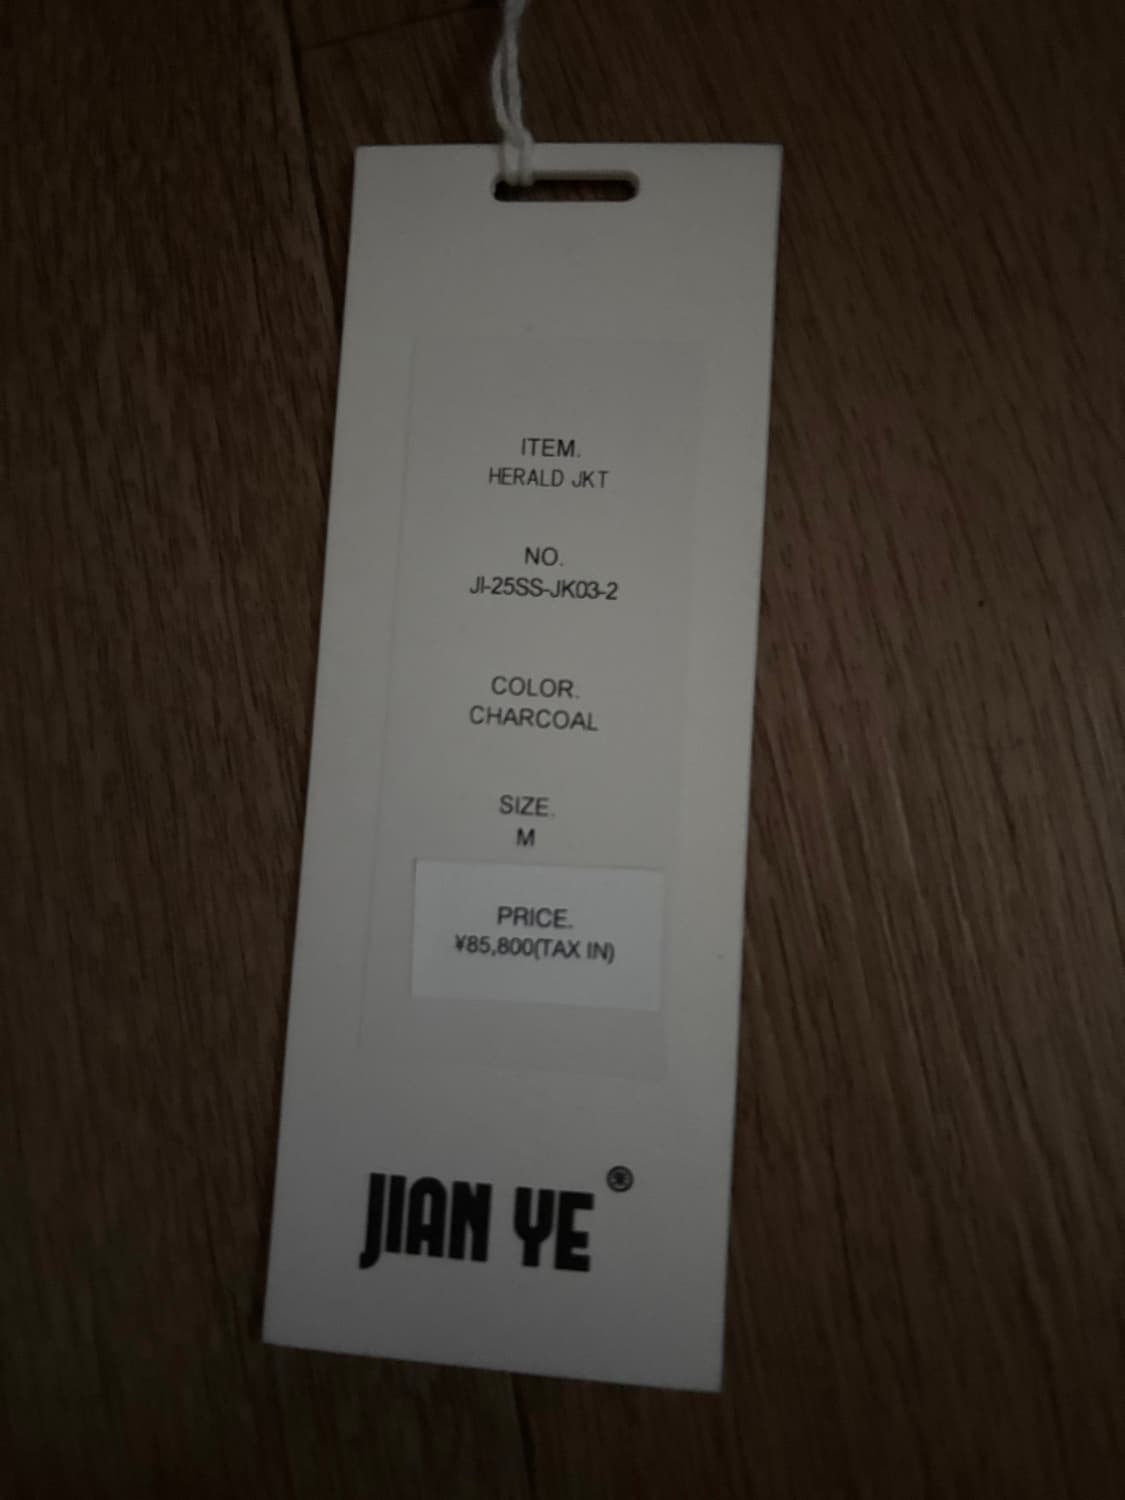 ITEM.
HERALD JKT
NO.
JI-25SS-JK03-2
COLOR.
CHARCOAL
SIZE.
M
PRICE.
¥85,800(TAX IN)
JIAN YE